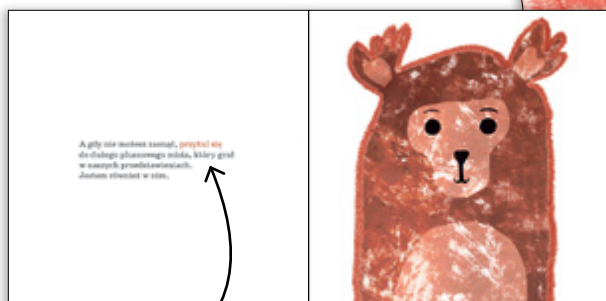 A gdy nie możesz zasnąć, przytul się
do dużego pluszowego misia, który grał
w naszych przedstawieniach.
Jestem również w nim.